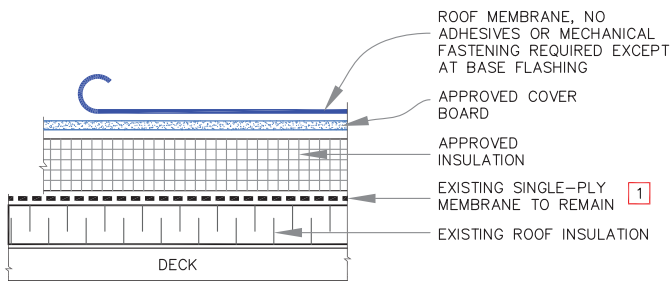 ROOF MEMBRANE, NO
ADHESIVES OR MECHANICAL
FASTENING REQUIRED EXCEPT
AT BASE FLASHING
APPROVED COVER
BOARD
APPROVED
INSULATION
EXISTING SINGLE-PLY
MEMBRANE TO REMAIN 1
EXISTING ROOF INSULATION
DECK